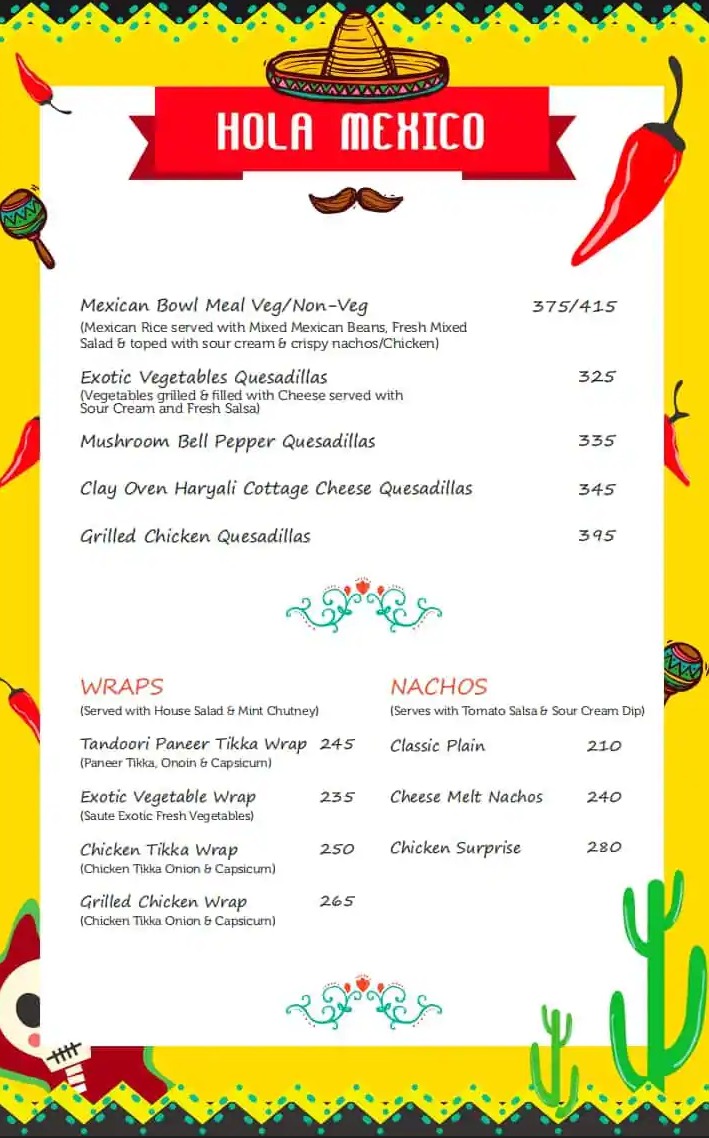 HOLA MEXICO
Mexican Bowl Meal Veg/Non-Veg 375/415
(Mexican Rice served with Mixed Mexican Beans, Fresh Mixed
Salad & toped with sour cream & crispy nachos/Chicken)
Exotic Vegetables Quesadillas 325
(Vegetables grilled & filled with Cheese served with
Sour Cream and Fresh Salsa)
Mushroom Bell Pepper Quesadillas 335
Clay Oven Haryali Cottage Cheese Quesadillas 345
Grilled Chicken Quesadillas 395
WRAPS
(Served with House Salad & Mint Chutney)
Tandoori Paneer Tikka Wrap 245
(Paneer Tikka, Onoin & Capsicum)
Exotic Vegetable Wrap 235
(Saute Exotic Fresh Vegetables)
Chicken Tikka Wrap 250
(Chicken Tikka Onion & Capsicum)
Grilled Chicken Wrap 265
(Chicken Tikka Onion & Capsicum)
NACHOS
(Serves with Tomato Salsa & Sour Cream Dip)
Classic Plain 210
Cheese Melt Nachos 240
Chicken Surprise 280